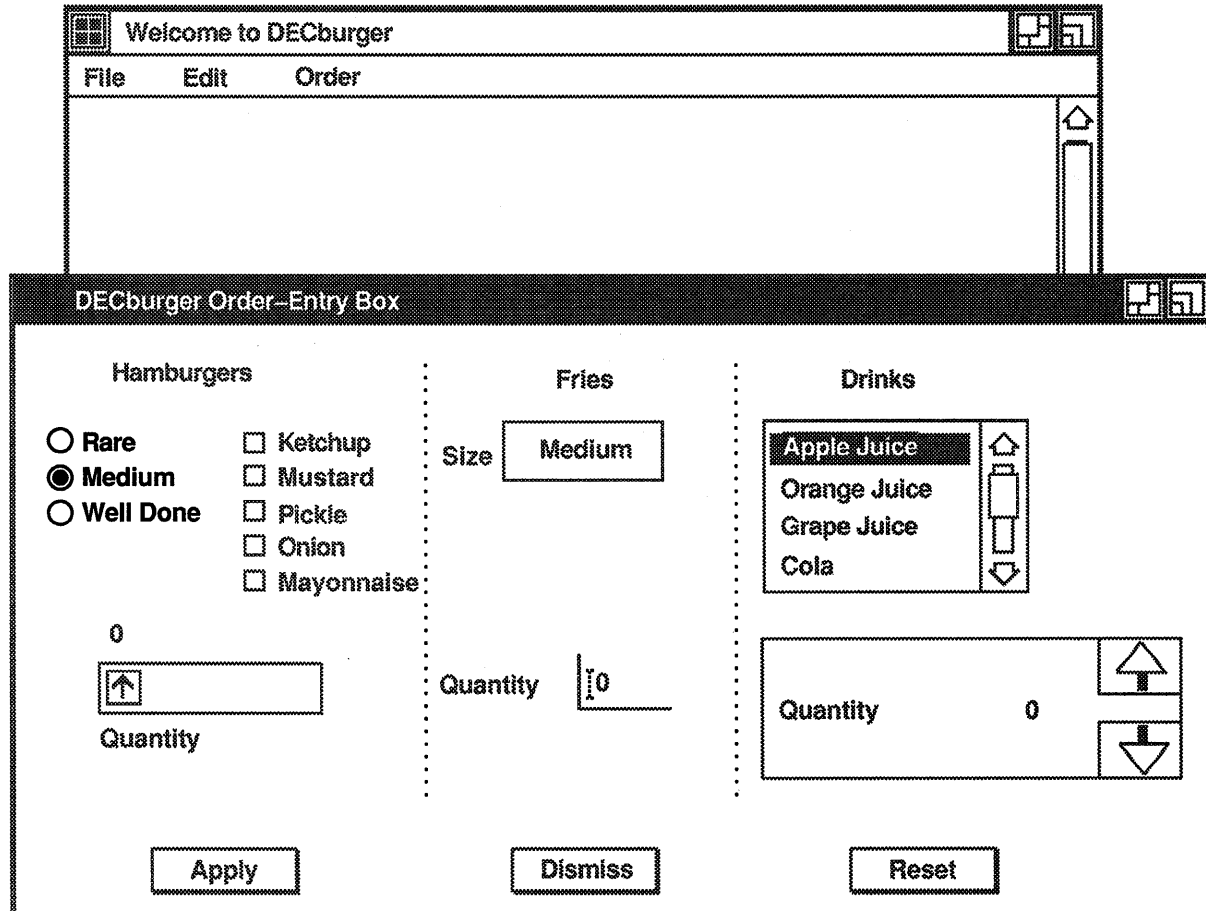 Welcome to DECburger
File Edit Order
DECburger Order–Entry Box
Hamburgers
Rare
Medium
Well Done
Ketchup
Mustard
Pickle
Onion
Mayonnaise
0
Quantity
Fries
Size Medium
Quantity 0
Drinks
Apple Juice
Orange Juice
Grape Juice
Cola
Quantity 0
Apply Dismiss Reset